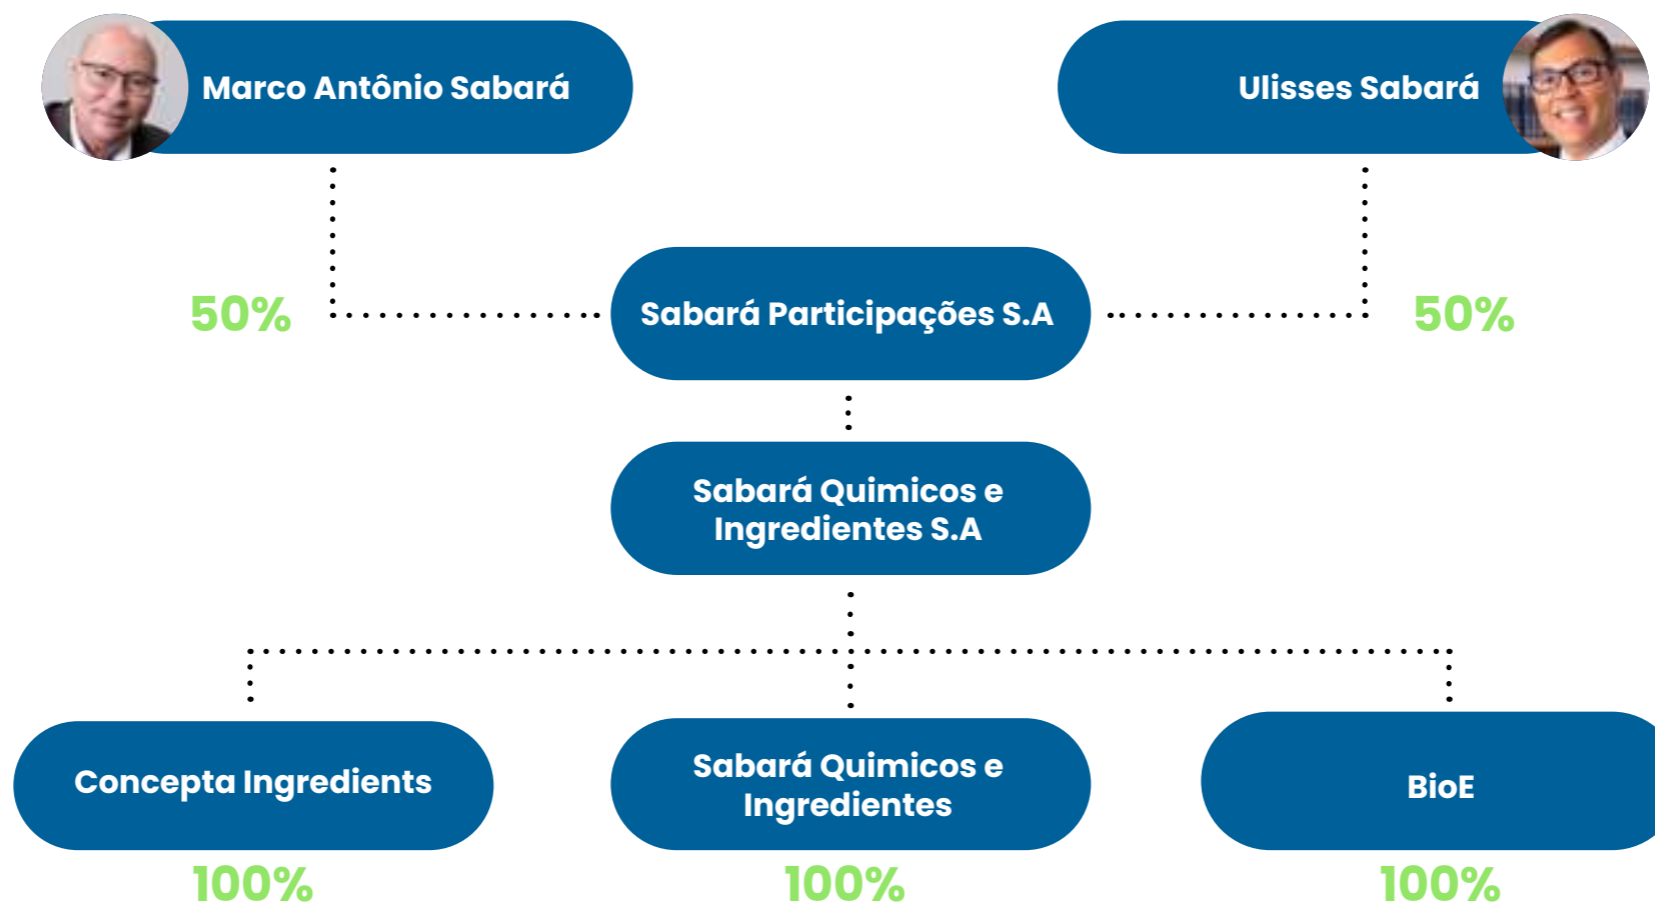 Marco Antônio Sabará
Ulisses Sabará
50%
Sabará Participações S.A
50%
Sabará Quimicos e
Ingredientes S.A
Concepta Ingredients
Sabará Quimicos e
Ingredientes
BioE
100%
100%
100%